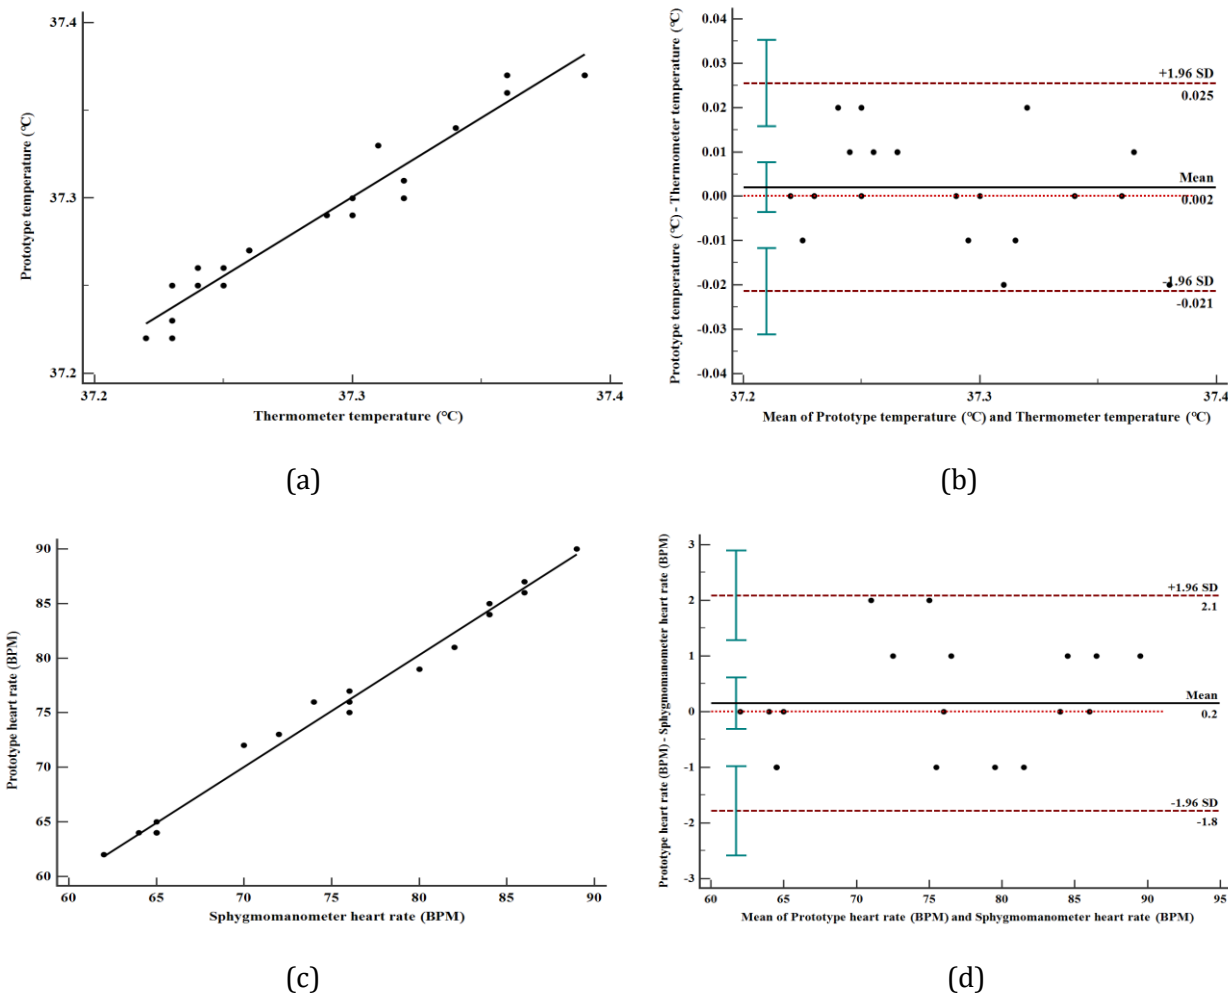 37.4
37.3
37.2
Prototype temperature (°C)
37.2
37.3
37.4
Thermometer temperature (°C)
(a)
0.04
0.03
0.02
0.01
0.00
-0.01
-0.02
-0.03
-0.04
Prototype temperature (°C) - Thermometer temperature (°C)
+1.96 SD
0.025
Mean
0.002
-1.96 SD
-0.021
37.2
37.3
37.4
Mean of Prototype temperature (°C) and Thermometer temperature (°C)
(b)
90
85
80
75
70
65
60
Prototype heart rate (BPM)
60
65
70
75
80
85
90
Sphygmomanometer heart rate (BPM)
(c)
3
2
1
0
-1
-2
-3
Prototype heart rate (BPM) - Sphygmomanometer heart rate (BPM)
+1.96 SD
2.1
Mean
0.2
-1.96 SD
-1.8
60
65
70
75
80
85
90
95
Mean of Prototype heart rate (BPM) and Sphygmomanometer heart rate (BPM)
(d)